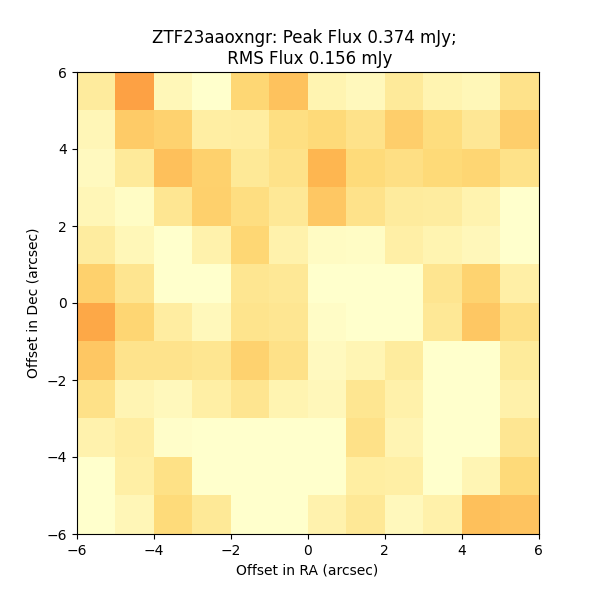 ZTF23aaoxngr: Peak Flux 0.374 mJy;
RMS Flux 0.156 mJy
6
4
2
0
−2
−4
−6
Offset in Dec (arcsec)
−6 −4 −2 0 2 4 6
Offset in RA (arcsec)